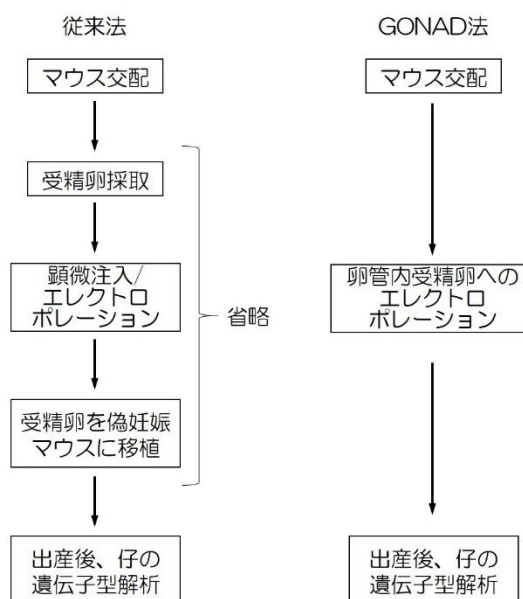 従来法
マウス交配
受精卵採取
顕微注入/
エレクトロ
ポレーション
受精卵を偽妊娠
マウスに移植
出産後、仔の
遺伝子型解析
省略
GONAD法
マウス交配
卵管内受精卵への
エレクトロ
ポレーション
出産後、仔の
遺伝子型解析